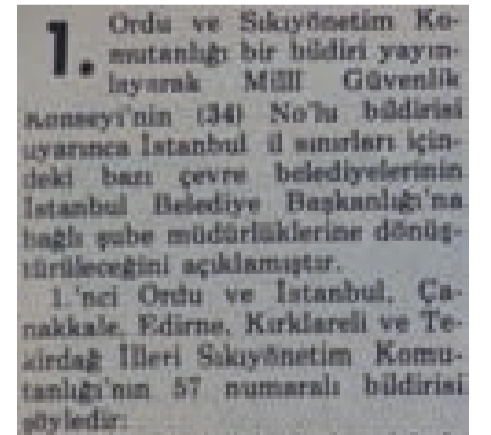 1. Ordu ve Sıkıyönetim Ko-
mutanlığı bir bildiri yayın-
layarak Milli Güvenlik
Konseyi'nin (34) No'lu bildirisi
uyarınca İstanbul il sınırları için-
deki bazı çevre belediyelerinin
İstanbul Belediye Başkanlığı'na
bağlı şube müdürlüklerine dönüş-
türüleceğini açıklamıştır.
1.'nci Ordu ve İstanbul, Ça-
nakkale, Edirne, Kırklareli ve Te-
kirdağ İlleri Sıkıyönetim Komu-
tanlığı'nın 57 numaralı bildirisi
şöyledir: